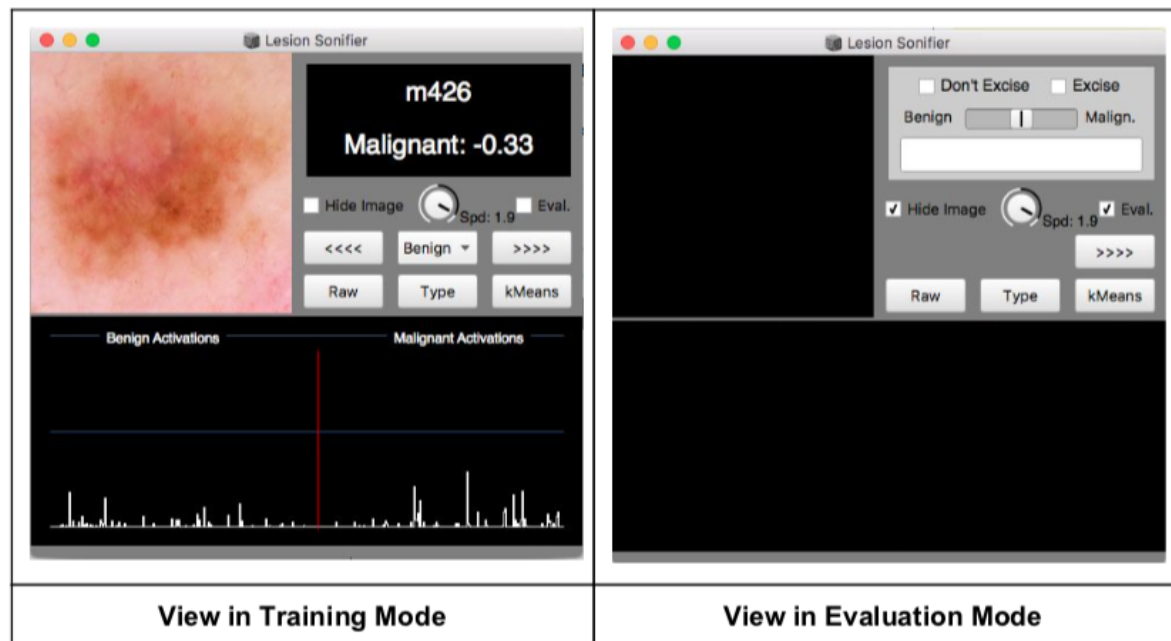 Lesion Sonifier
m426
Malignant: -0.33
Hide Image
Spd: 1.9
Eval.
<<<<
Benign
>>>>
Raw
Type
kMeans
Benign Activations
Malignant Activations
View in Training Mode
Lesion Sonifier
Don't Excise
Excise
Benign
Malign.
Hide Image
Spd: 1.9
Eval.
>>>>
Raw
Type
kMeans
View in Evaluation Mode